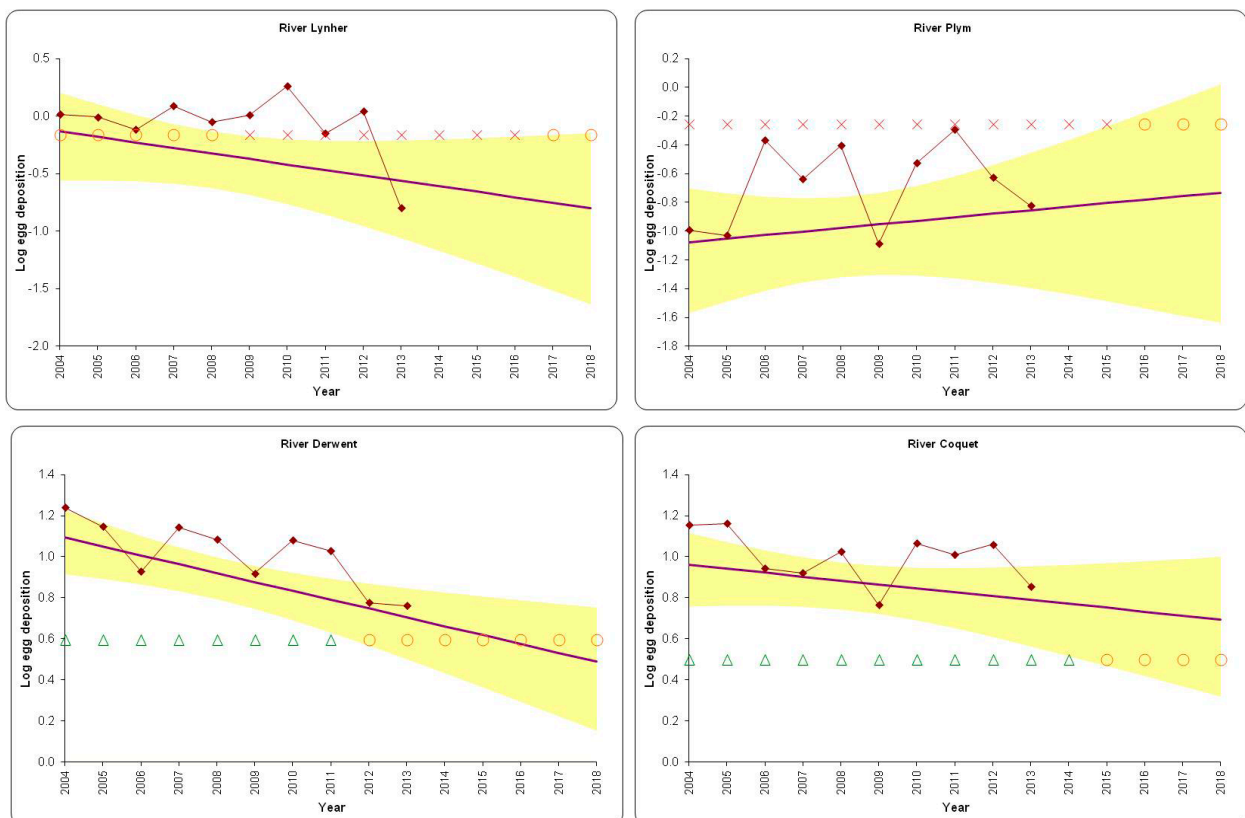 River Lynher
0.5
0.0
-0.5
-1.0
-1.5
-2.0
Log egg deposition
2004 2005 2006 2007 2008 2009 2010 2011 2012 2013 2014 2015 2016 2017 2018
Year
River Plym
0.2
0.0
-0.2
-0.4
-0.6
-0.8
-1.0
-1.2
-1.4
-1.6
-1.8
Log egg deposition
2004 2005 2006 2007 2008 2009 2010 2011 2012 2013 2014 2015 2016 2017 2018
Year
River Derwent
1.4
1.2
1.0
0.8
0.6
0.4
0.2
0.0
Log egg deposition
2004 2005 2006 2007 2008 2009 2010 2011 2012 2013 2014 2015 2016 2017 2018
Year
River Coquet
1.4
1.2
1.0
0.8
0.6
0.4
0.2
0.0
Log egg deposition
2004 2005 2006 2007 2008 2009 2010 2011 2012 2013 2014 2015 2016 2017 2018
Year